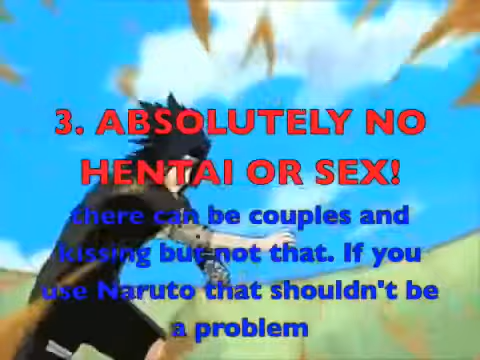 3. ABSOLUTELY NO
HENTAI OR SEX!
there can be couples and
kissing but not that. If you
use Naruto that shouldn't be
a problem